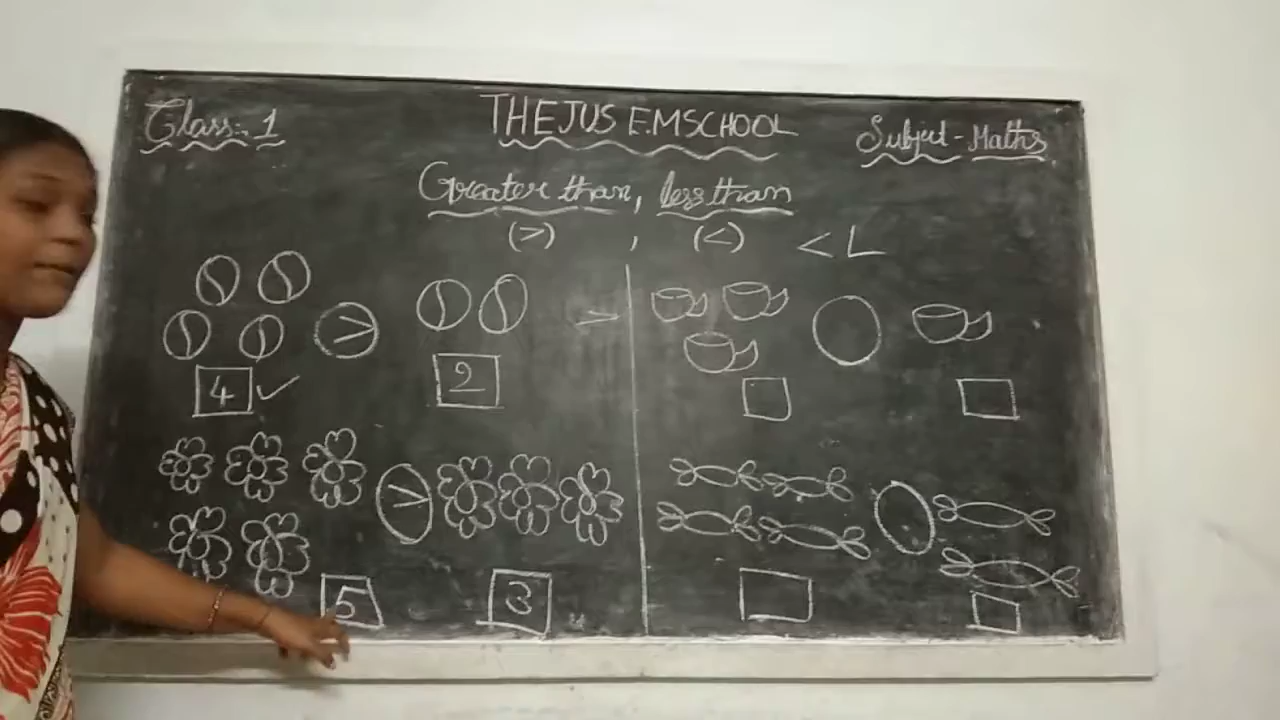 Class:- 1
THEJUS E.M SCHOOL
Subject - Maths
Greater than, less than
(>) , (<) < L
> >
4 ✓ 2
>
5 3